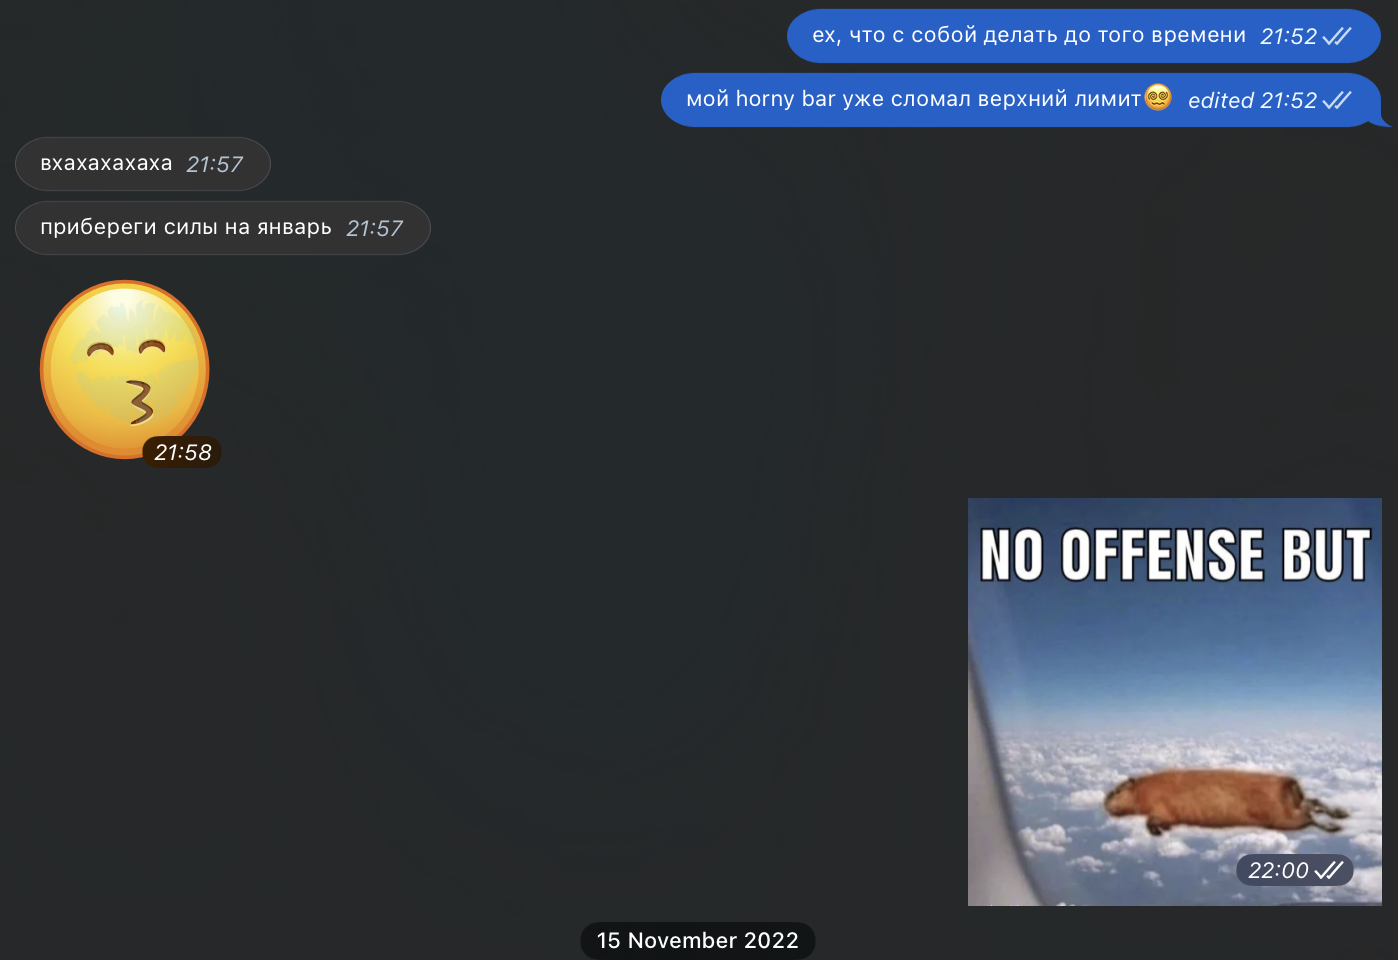 ех, что с собой делать до того времени 21:52
мой horny bar уже сломал верхний лимит😵‍💫 edited 21:52
вхахахахаха 21:57
прибереги силы на январь 21:57
21:58
NO OFFENSE BUT
22:00
15 November 2022